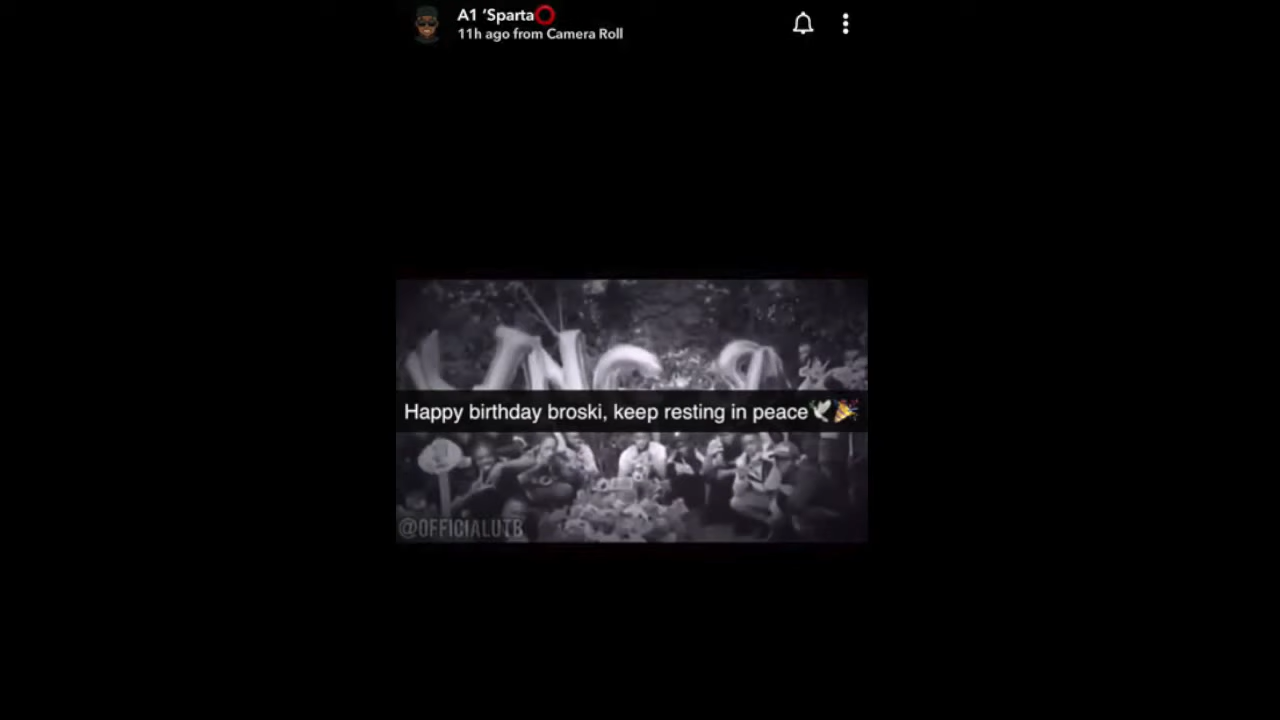 A1 ‘Sparta⭕
11h ago from Camera Roll
Happy birthday broski, keep resting in peace🕊️🎉
@OFFICIALUTB